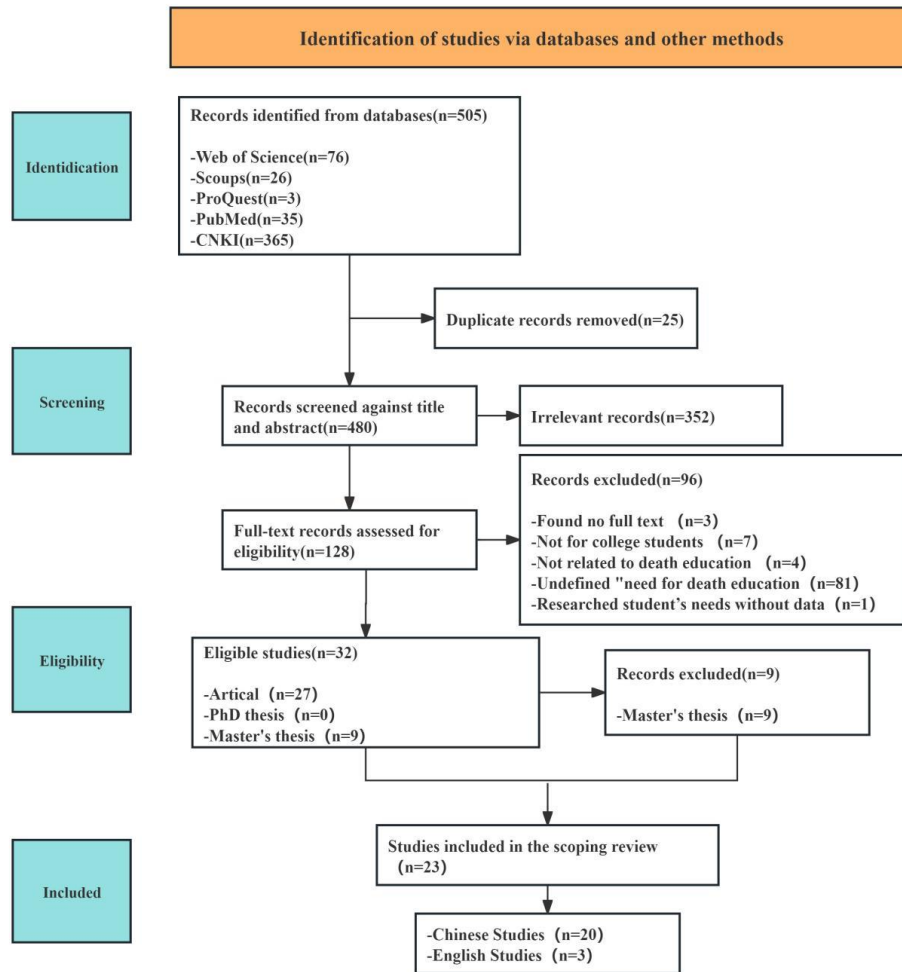 Identification of studies via databases and other methods
Identidication
Records identified from databases(n=505)
-Web of Science(n=76)
-Scoups(n=26)
-ProQuest(n=3)
-PubMed(n=35)
-CNKI(n=365)
Duplicate records removed(n=25)
Screening
Records screened against title
and abstract(n=480)
Irrelevant records(n=352)
Full-text records assessed for
eligibility(n=128)
Records excluded(n=96)
-Found no full text （n=3）
-Not for college students （n=7）
-Not related to death education （n=4）
-Undefined "need for death education （n=81）
-Researched student’s needs without data（n=1）
Eligibility
Eligible studies(n=32)
-Artical（n=27）
-PhD thesis（n=0）
-Master's thesis（n=9）
Records excluded(n=9)
-Master's thesis（n=9）
Included
Studies included in the scoping review
（n=23）
-Chinese Studies（n=20）
-English Studies（n=3）